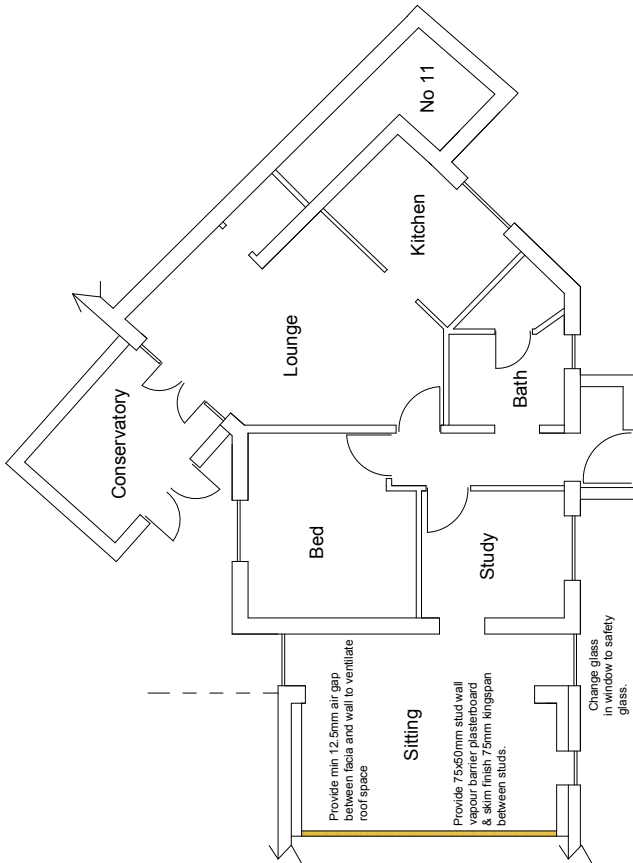 Conservatory
Lounge
No 11
Kitchen
Bed
Bath
Study
Sitting
Provide min 12.5mm air gap
between facia and wall to ventilate
roof space
Provide 75x50mm stud wall
vapour barrier plasterboard
& skim finish 75mm kingspan
between studs.
Change glass
in window to safety
glass.